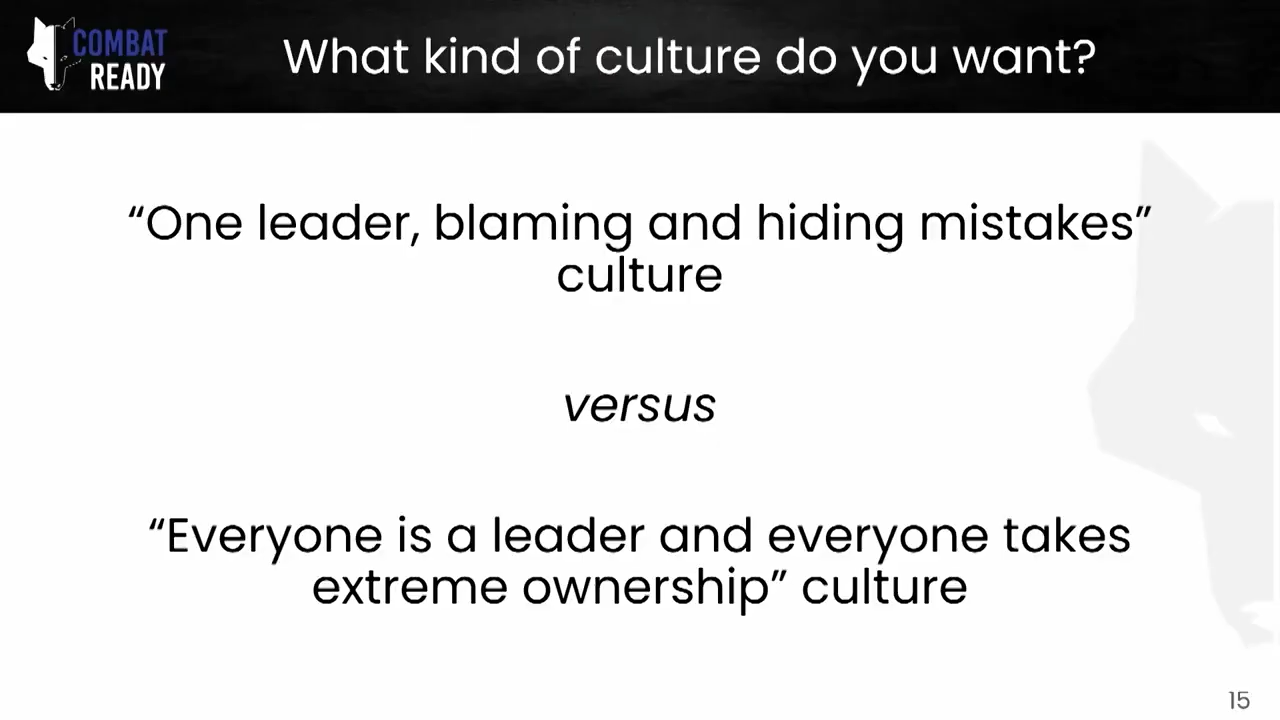 COMBAT
READY
What kind of culture do you want?
“One leader, blaming and hiding mistakes”
culture
versus
“Everyone is a leader and everyone takes
extreme ownership” culture
15